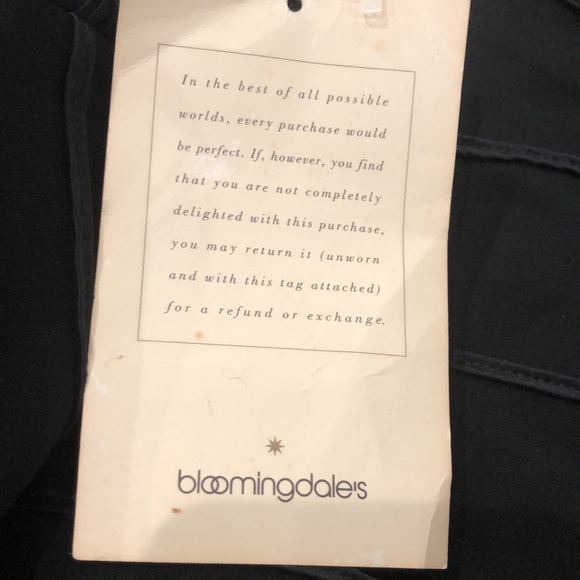 In the best of all possible
worlds, every purchase would
be perfect. If, however, you find
that you are not completely
delighted with this purchase,
you may return it (unworn
and with this tag attached)
for a refund or exchange.
bloomingdale's